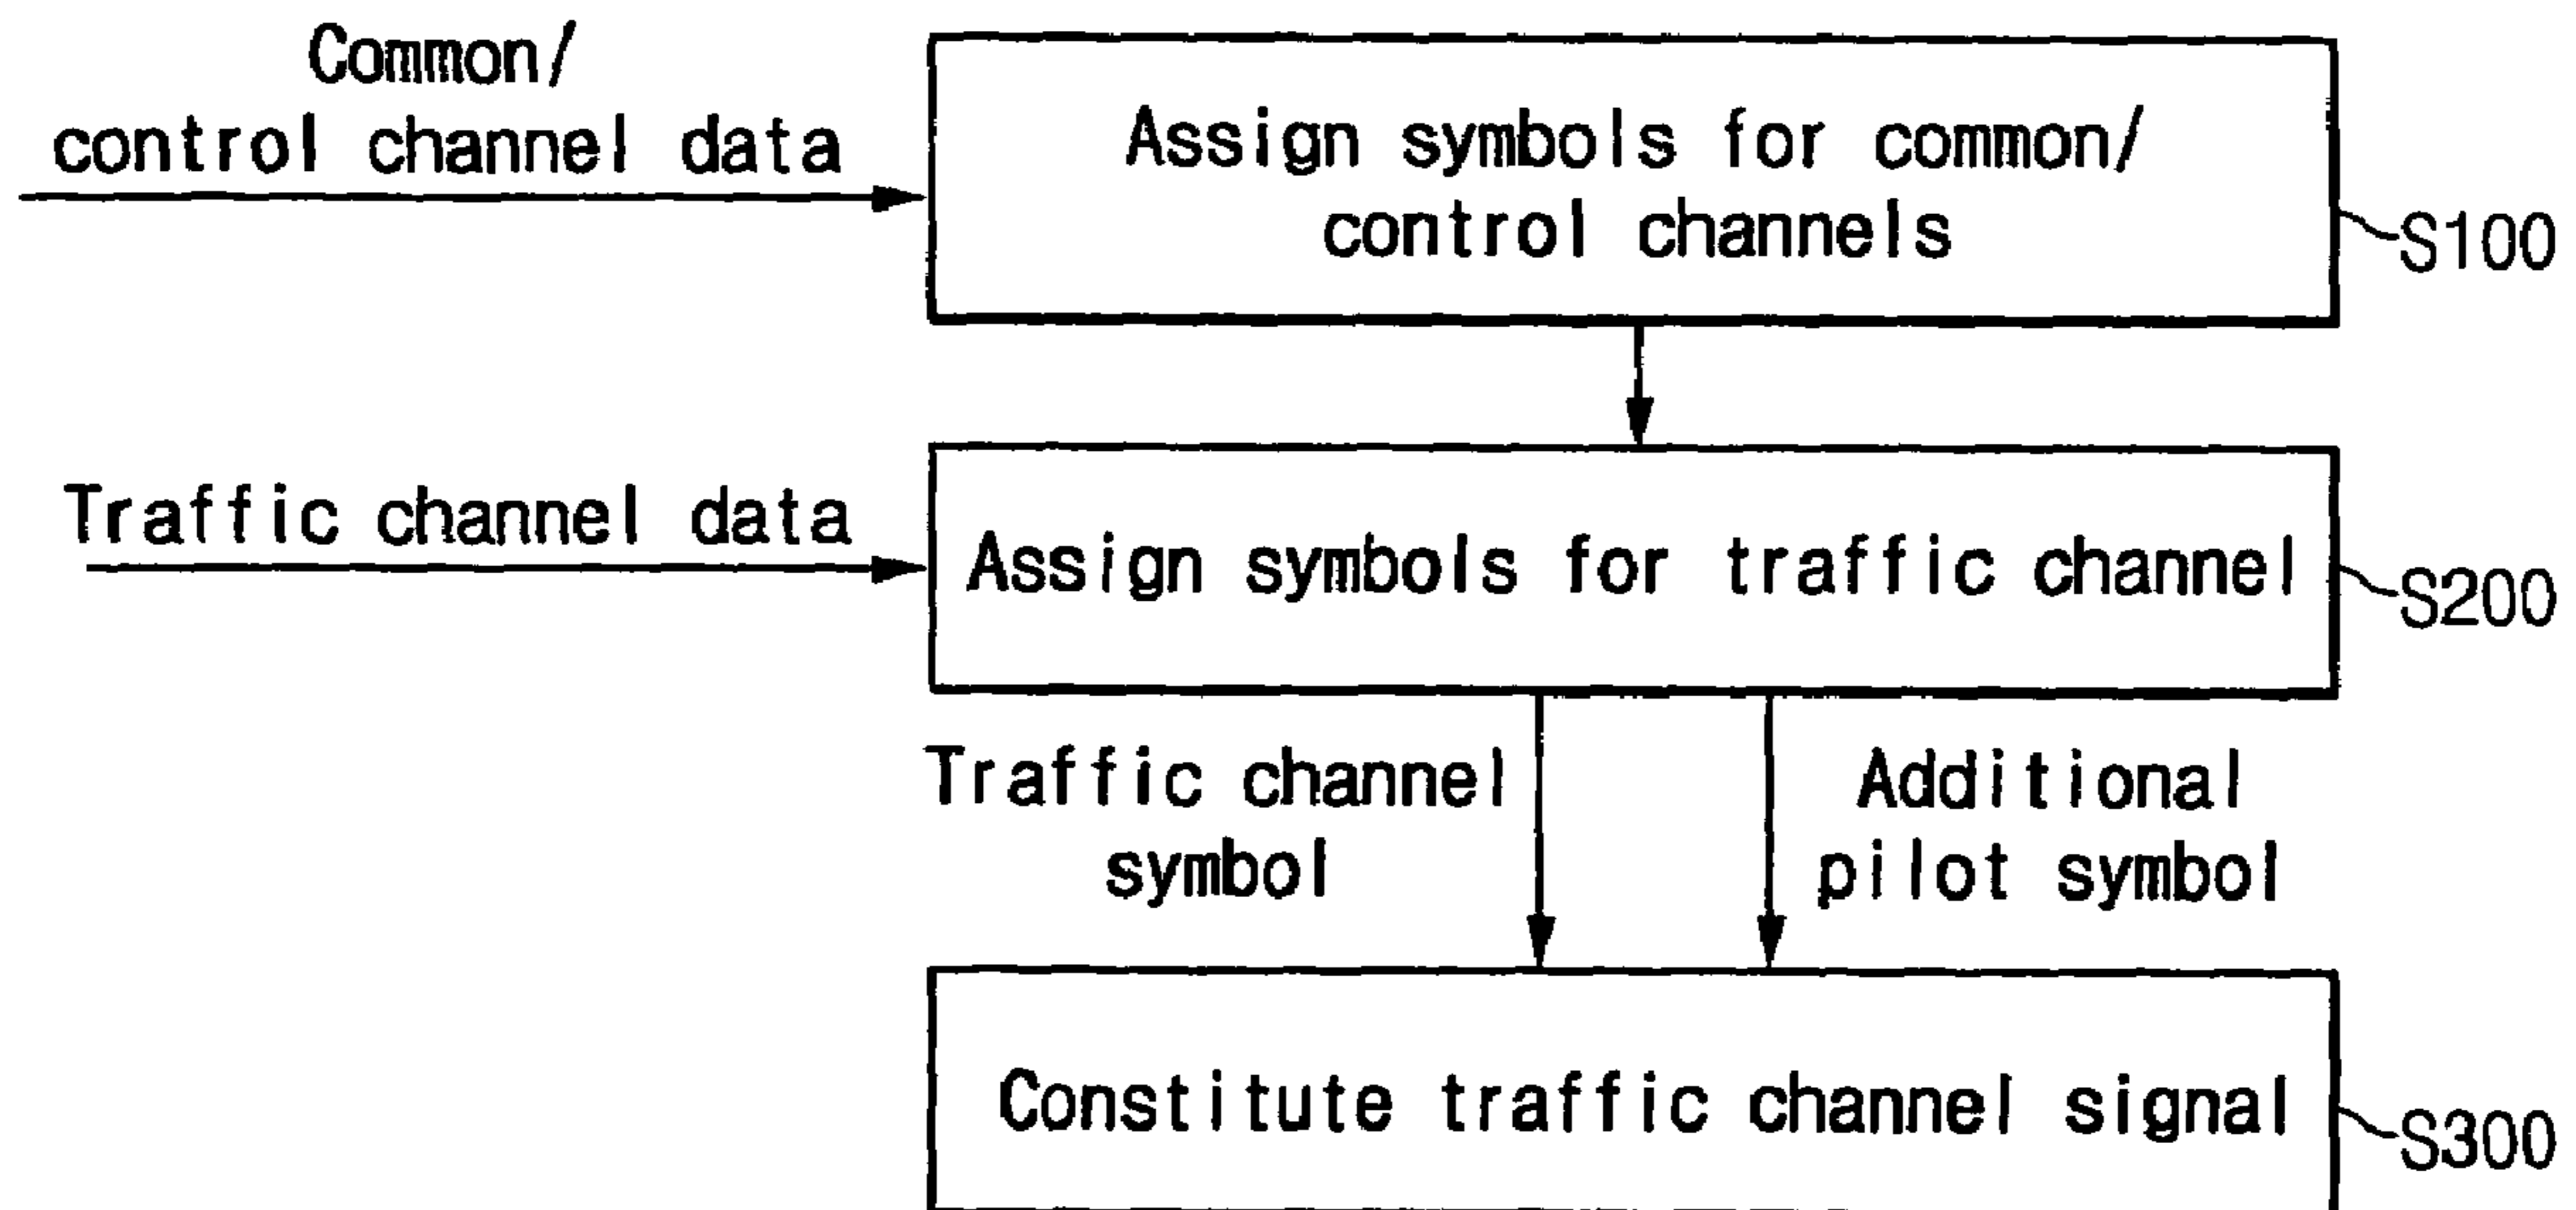 Common/
control channel data
Assign symbols for common/
control channels
S100
Traffic channel data
Assign symbols for traffic channel
S200
Traffic channel
symbol
Additional
pilot symbol
Constitute traffic channel signal
S300